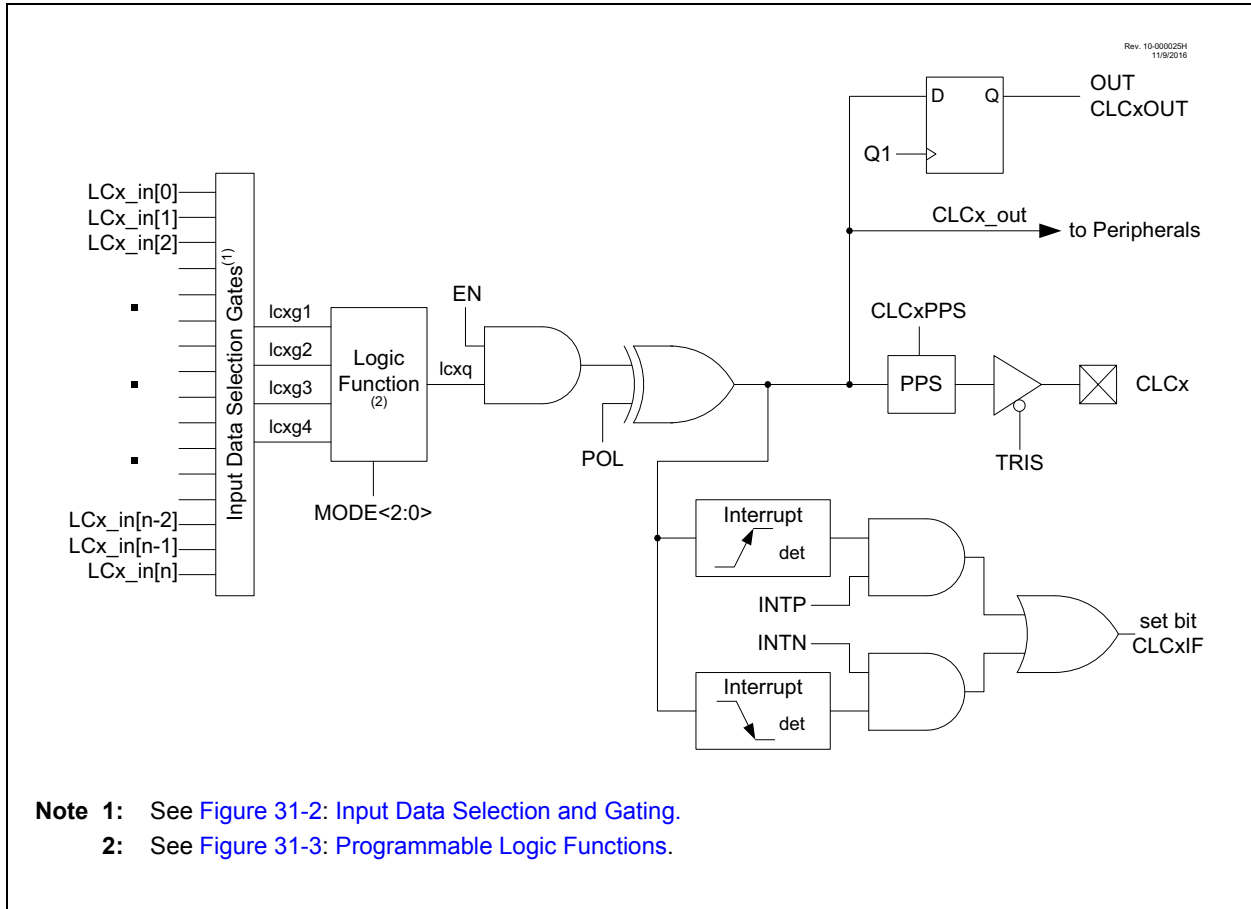 Rev. 10-000025H
11/9/2016
OUT
CLCxOUT
D
Q
Q1
CLCx_out
to Peripherals
LCx_in[0]
LCx_in[1]
LCx_in[2]
LCx_in[n-2]
LCx_in[n-1]
LCx_in[n]
Input Data Selection Gates(1)
lcxg1
lcxg2
lcxg3
lcxg4
Logic
Function
(2)
MODE<2:0>
EN
lcxq
POL
CLCxPPS
PPS
CLCx
TRIS
Interrupt
det
INTP
INTN
Interrupt
det
set bit
CLCxIF
Note 1: See Figure 31-2: Input Data Selection and Gating.
2: See Figure 31-3: Programmable Logic Functions.